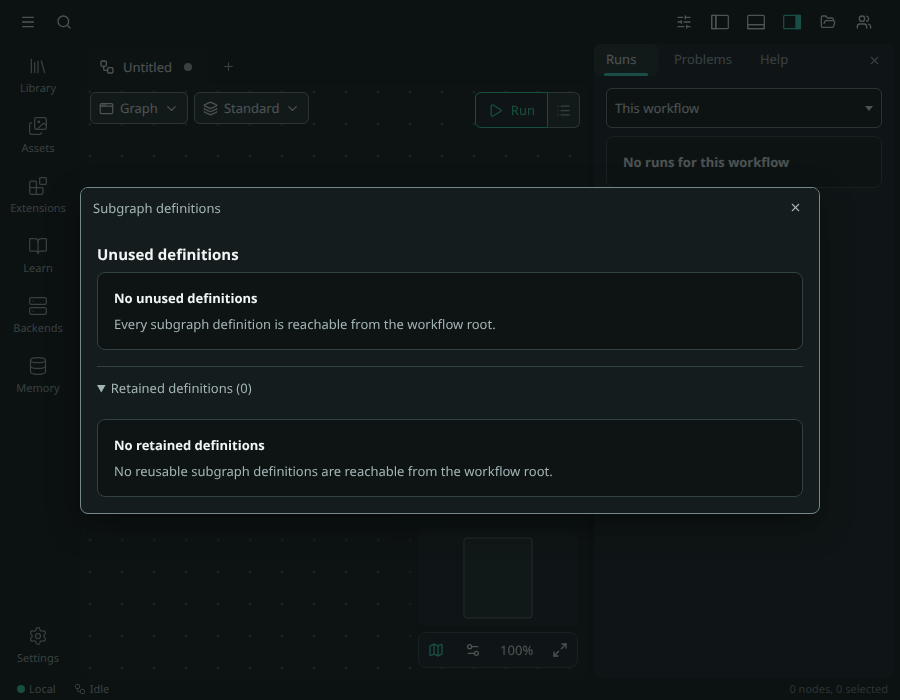 Untitled
Runs
Problems
Help
Library
Graph
Standard
Run
This workflow
Assets
No runs for this workflow
Extensions
Subgraph definitions
Unused definitions
No unused definitions
Every subgraph definition is reachable from the workflow root.
Retained definitions (0)
No retained definitions
No reusable subgraph definitions are reachable from the workflow root.
Learn
Backends
Memory
Settings
100%
Local
Idle
0 nodes, 0 selected